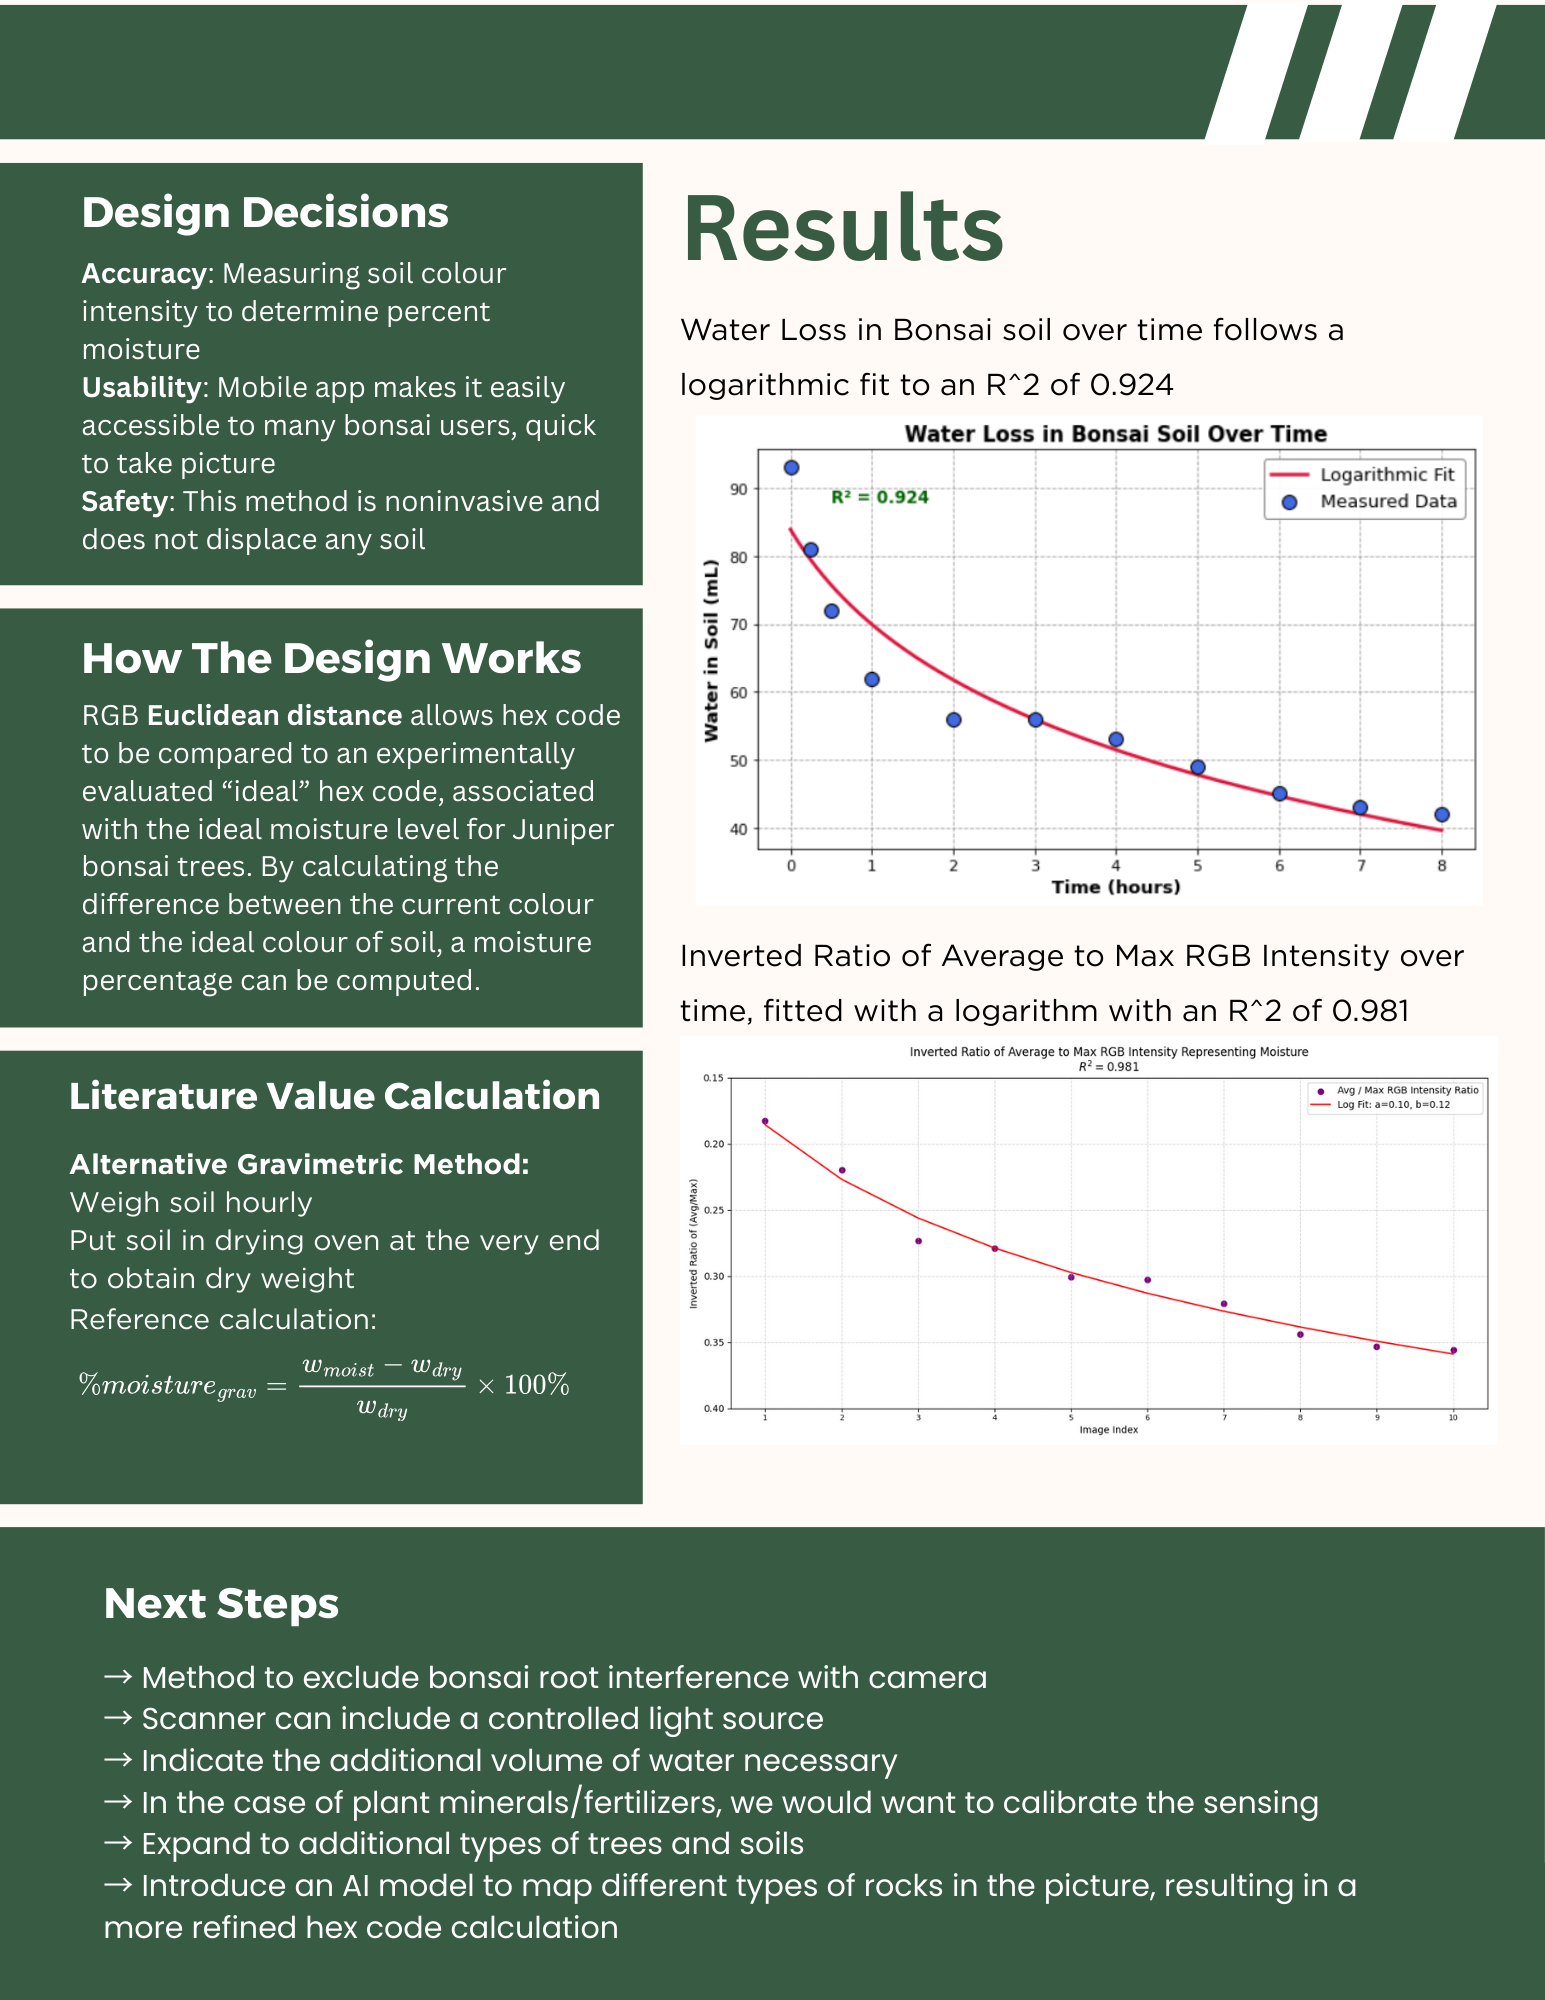 Design Decisions
Accuracy: Measuring soil colour
intensity to determine percent
moisture
Usability: Mobile app makes it easily
accessible to many bonsai users, quick
to take picture
Safety: This method is noninvasive and
does not displace any soil
How The Design Works
RGB Euclidean distance allows hex code
to be compared to an experimentally
evaluated “ideal” hex code, associated
with the ideal moisture level for Juniper
bonsai trees. By calculating the
difference between the current colour
and the ideal colour of soil, a moisture
percentage can be computed.
Literature Value Calculation
Alternative Gravimetric Method:
Weigh soil hourly
Put soil in drying oven at the very end
to obtain dry weight
Reference calculation:
%moisture_grav = (w_moist − w_dry) / w_dry × 100%
Results
Water Loss in Bonsai soil over time follows a
logarithmic fit to an R^2 of 0.924
Water Loss in Bonsai Soil Over Time
R² = 0.924
Logarithmic Fit
Measured Data
Water in Soil (mL)
90
80
70
60
50
40
0 1 2 3 4 5 6 7 8
Time (hours)
Inverted Ratio of Average to Max RGB Intensity over
time, fitted with a logarithm with an R^2 of 0.981
Inverted Ratio of Average to Max RGB Intensity Representing Moisture
R² = 0.981
Avg / Max RGB Intensity Ratio
Log Fit: a=0.10, b=0.12
Inverted Ratio of (Avg/Max)
0.15
0.20
0.25
0.30
0.35
0.40
1 2 3 4 5 6 7 8 9 10
Image Index
Next Steps
→ Method to exclude bonsai root interference with camera
→ Scanner can include a controlled light source
→ Indicate the additional volume of water necessary
→ In the case of plant minerals/fertilizers, we would want to calibrate the sensing
→ Expand to additional types of trees and soils
→ Introduce an AI model to map different types of rocks in the picture, resulting in a
more refined hex code calculation